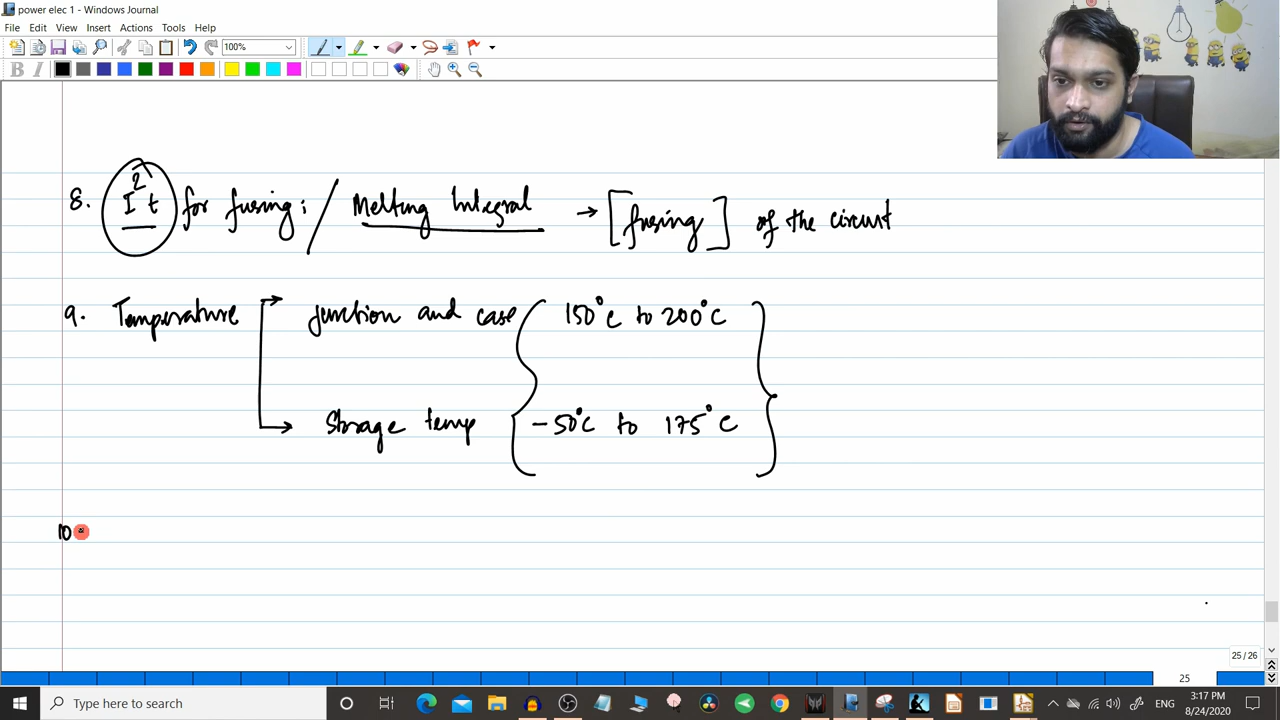 power elec 1 - Windows Journal
File Edit View Insert Actions Tools Help
100%
B I
8. I²t for fusing: / Melting Integral → [fusing] of the circuit
9. Temperature → junction and case { 150°C to 200°C }
→ Storage temp { -50°C to 175°C }
10
25 / 26
25
Type here to search
3:17 PM
8/24/2020